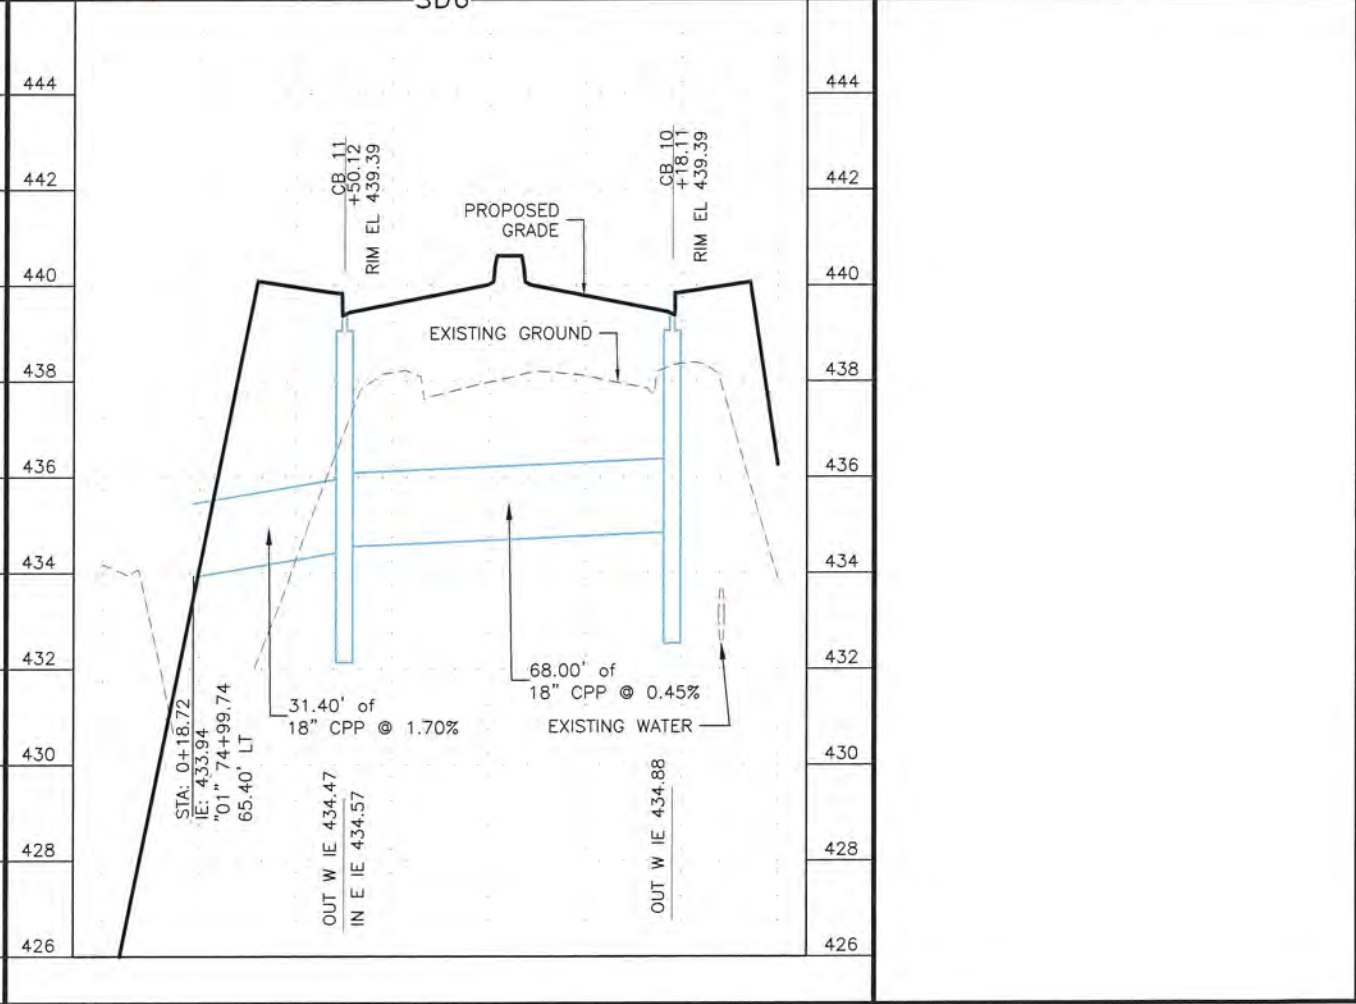 SD6
444
442
440
438
436
434
432
430
428
426
444
442
440
438
436
434
432
430
428
426
CB 11
+50.12
RIM EL 439.39
CB 10
+18.11
RIM EL 439.39
PROPOSED
GRADE
EXISTING GROUND
31.40' of
18" CPP @ 1.70%
68.00' of
18" CPP @ 0.45%
EXISTING WATER
STA: 0+18.72
IE: 433.94
"01" 74+99.74
65.40' LT
OUT W IE 434.47
IN E IE 434.57
OUT W IE 434.88